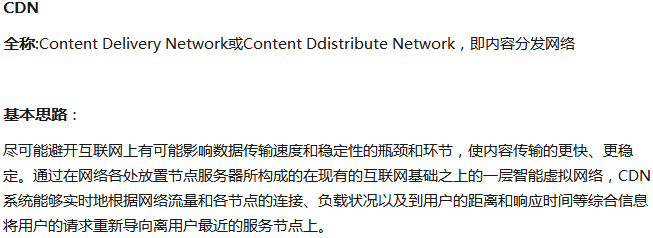 CDN
全称:Content Delivery Network或Content Ddistribute Network，即内容分发网络
基本思路：
尽可能避开互联网上有可能影响数据传输速度和稳定性的瓶颈和环节，使内容传输的更快、更稳
定。通过在网络各处放置节点服务器所构成的在现有的互联网基础之上的一层智能虚拟网络，CDN
系统能够实时地根据网络流量和各节点的连接、负载状况以及到用户的距离和响应时间等综合信息
将用户的请求重新导向离用户最近的服务节点上。